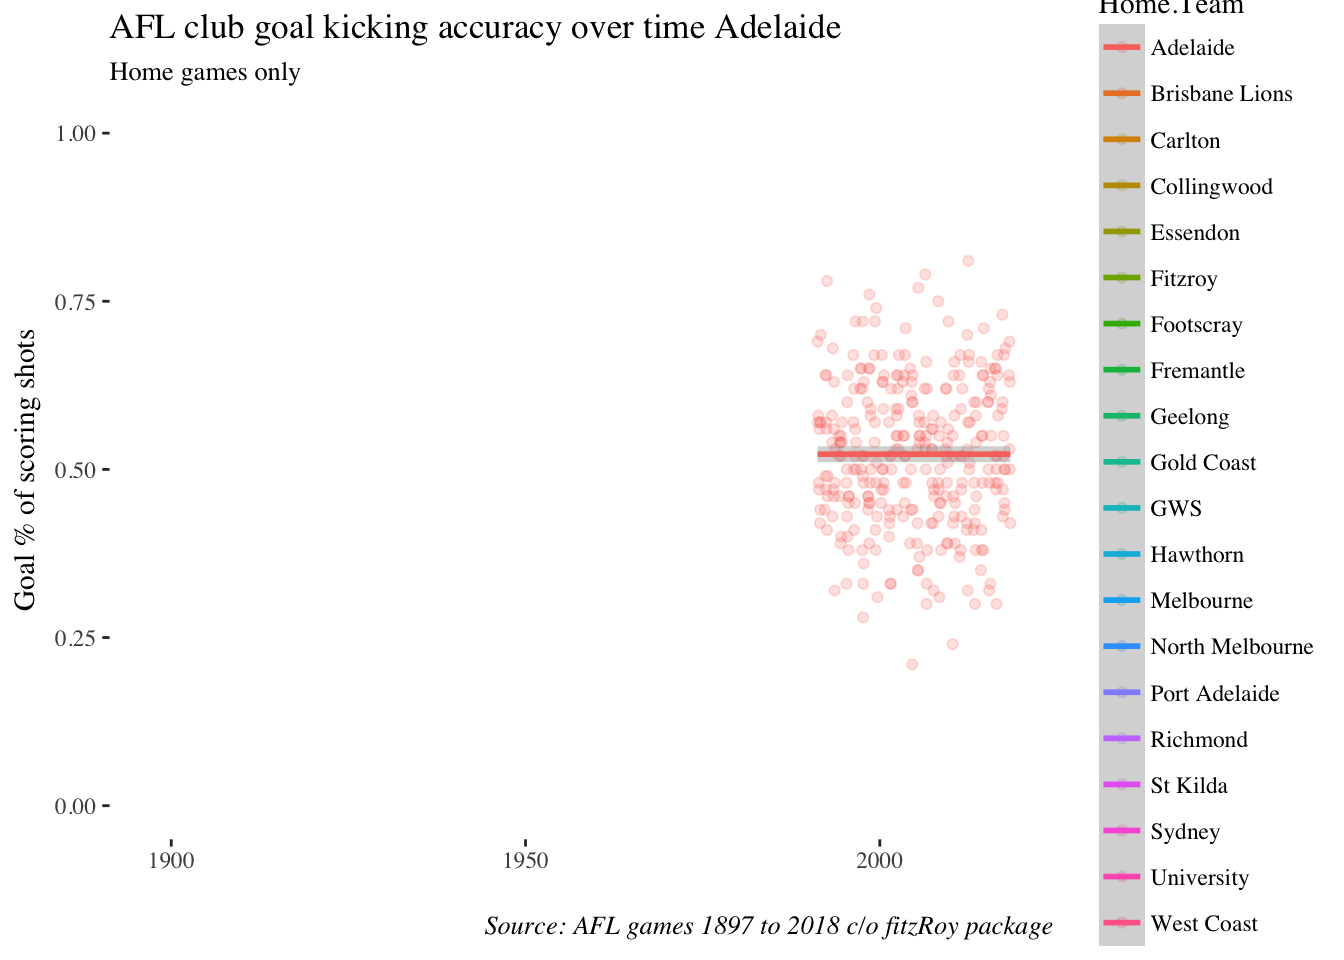 AFL club goal kicking accuracy over time Adelaide
Home games only
Goal % of scoring shots
1.00
0.75
0.50
0.25
0.00
1900
1950
2000
Source: AFL games 1897 to 2018 c/o fitzRoy package
Home.Team
Adelaide
Brisbane Lions
Carlton
Collingwood
Essendon
Fitzroy
Footscray
Fremantle
Geelong
Gold Coast
GWS
Hawthorn
Melbourne
North Melbourne
Port Adelaide
Richmond
St Kilda
Sydney
University
West Coast